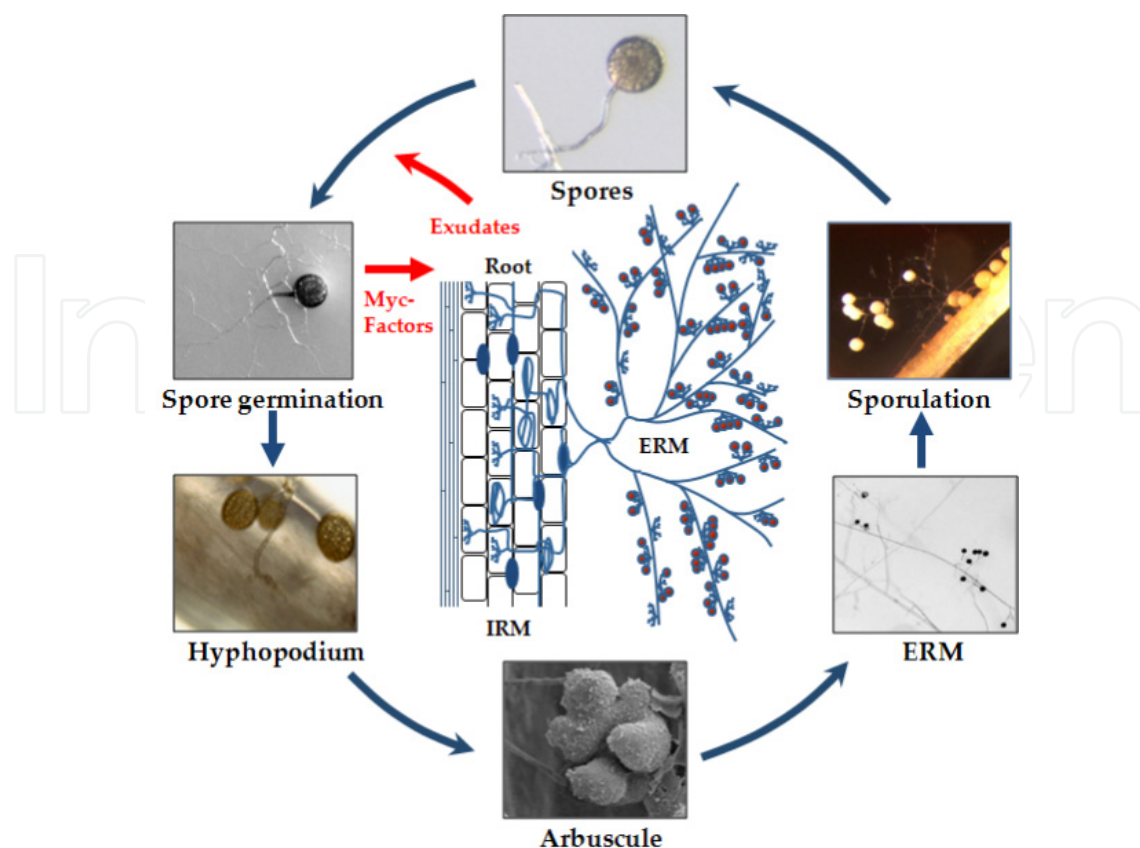 Spores
Exudates
Root
Myc-
Factors
Spore germination
Sporulation
ERM
IRM
Hyphopodium
ERM
Arbuscule